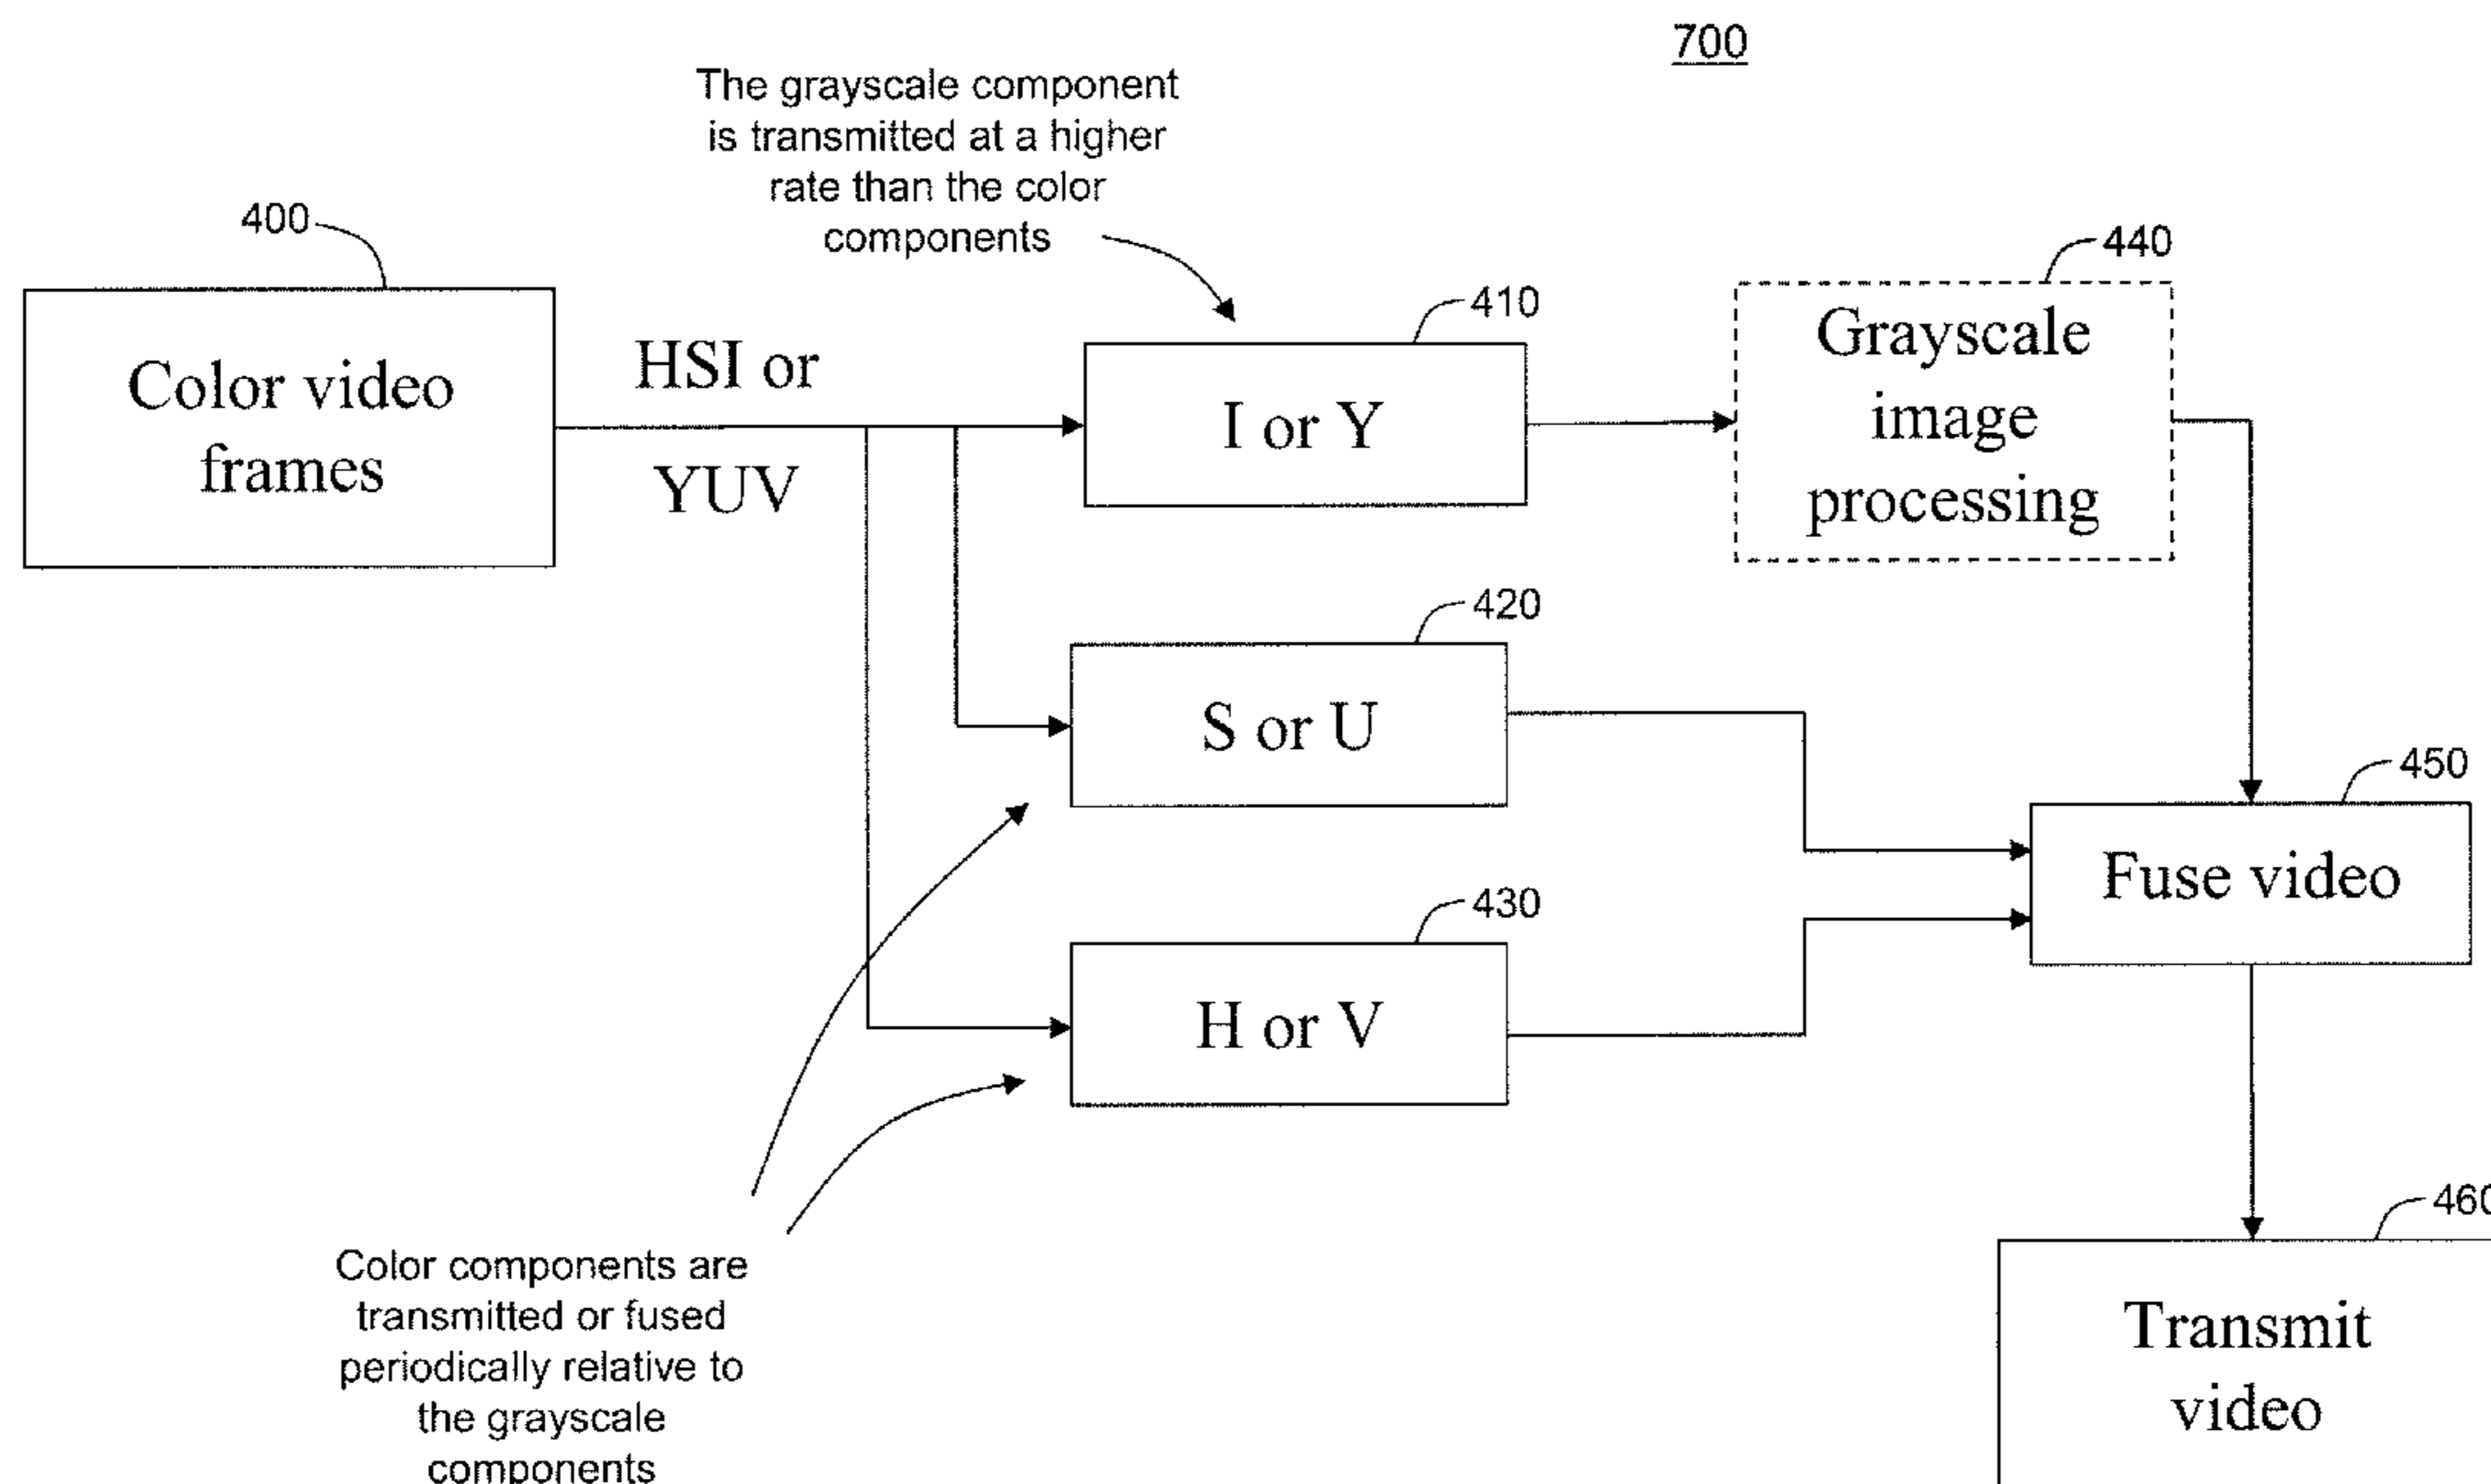 700
The grayscale component
is transmitted at a higher
rate than the color
components
400
440
410
Color video
frames
HSI or
YUV
I or Y
Grayscale
image
processing
420
S or U
450
Fuse video
430
H or V
460
Color components are
transmitted or fused
periodically relative to
the grayscale
components
Transmit
video